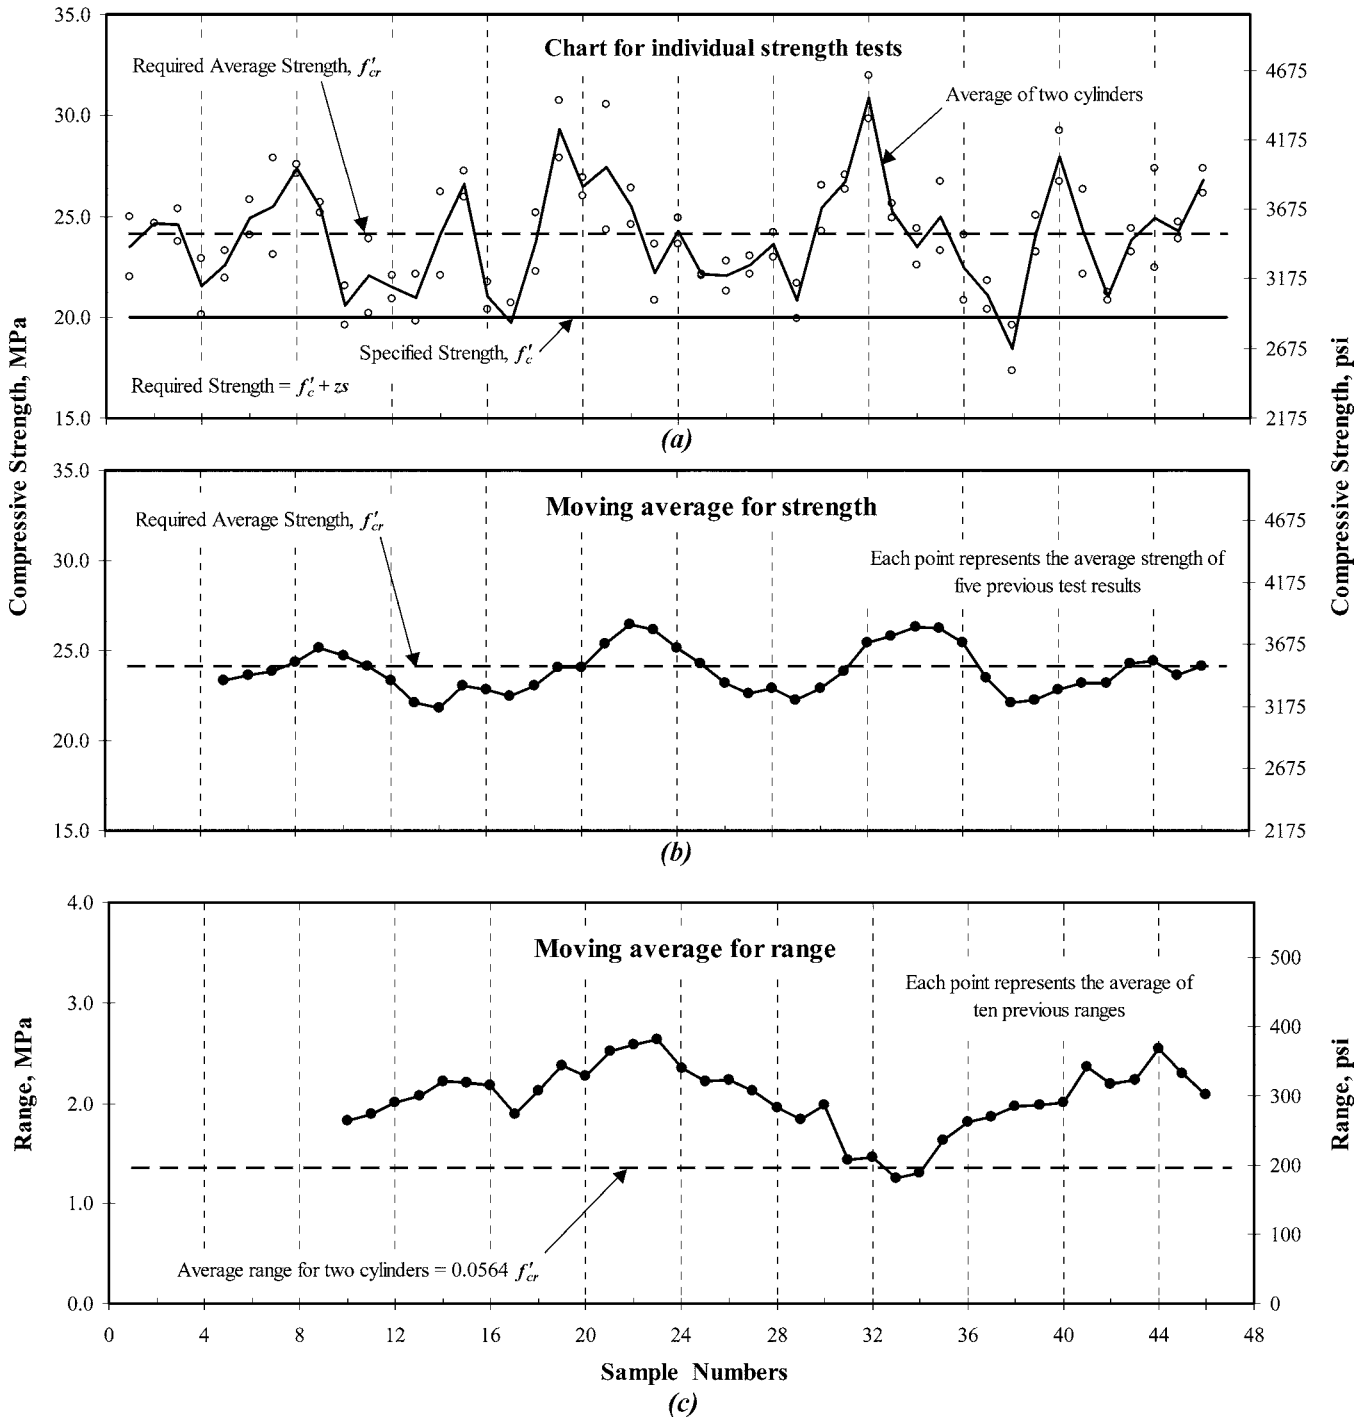 Chart for individual strength tests
Required Average Strength, f′cr
Average of two cylinders
Specified Strength, f′c
Required Strength = f′c + zs
35.0
30.0
25.0
20.0
15.0
4675
4175
3675
3175
2675
2175
(a)
Compressive Strength, MPa
Compressive Strength, psi
Moving average for strength
Required Average Strength, f′cr
Each point represents the average strength of
five previous test results
35.0
30.0
25.0
20.0
15.0
4675
4175
3675
3175
2675
2175
(b)
Moving average for range
Each point represents the average of
ten previous ranges
Average range for two cylinders = 0.0564 f′cr
4.0
3.0
2.0
1.0
0.0
500
400
300
200
100
0
Range, MPa
Range, psi
0 4 8 12 16 20 24 28 32 36 40 44 48
Sample Numbers
(c)